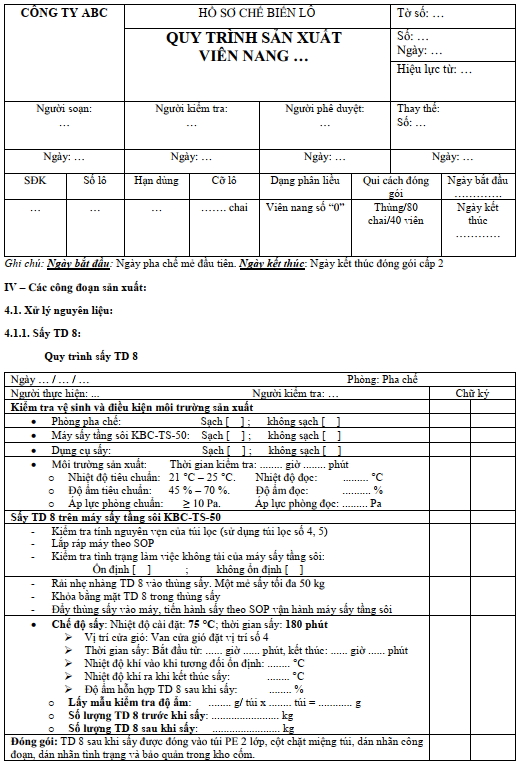 CÔNG TY ABC
HỒ SƠ CHẾ BIẾN LÔ
Tờ số: …
QUY TRÌNH SẢN XUẤT
VIÊN NANG …
Số: …
Ngày: …
Hiệu lực từ: …
Người soạn:
…
Người kiểm tra:
…
Người phê duyệt:
…
Thay thế:
Số: …
Ngày: …
Ngày: …
Ngày: …
Ngày: …
SĐK
Số lô
Hạn dùng
Cỡ lô
Dạng phân liều
Qui cách đóng gói
Ngày bắt đầu
………….
…
…
…
……. chai
Viên nang số “0”
Thùng/80 chai/40 viên
Ngày kết thúc
…………
Ghi chú: Ngày bắt đầu: Ngày pha chế mẻ đầu tiên. Ngày kết thúc: Ngày kết thúc đóng gói cấp 2
IV – Các công đoạn sản xuất:
4.1. Xử lý nguyên liệu:
4.1.1. Sấy TD 8:
Quy trình sấy TD 8
Ngày … / … / … Phòng: Pha chế
Người thực hiện: ... Người kiểm tra: … Chữ ký
Kiểm tra vệ sinh và điều kiện môi trường sản xuất
• Phòng pha chế: Sạch [ ] ; không sạch [ ]
• Máy sấy tầng sôi KBC-TS-50: Sạch [ ] ; không sạch [ ]
• Dụng cụ sấy: Sạch [ ] ; không sạch [ ]
• Môi trường sản xuất: Thời gian kiểm tra: ........ giờ ........ phút
o Nhiệt độ tiêu chuẩn: 21 °C – 25 °C. Nhiệt độ đọc: ......... °C
o Độ ẩm tiêu chuẩn: 45 % – 70 %. Độ ẩm đọc: .......... %
o Áp lực phòng chuẩn: ≥ 10 Pa. Áp lực phòng đọc: ......... Pa
Sấy TD 8 trên máy sấy tầng sôi KBC-TS-50
- Kiểm tra tính nguyên vẹn của túi lọc (sử dụng túi lọc số 4, 5)
- Lắp ráp máy theo SOP
- Kiểm tra tình trạng làm việc không tải của máy sấy tầng sôi:
Ổn định [ ] ; không ổn định [ ]
- Rải nhẹ nhàng TD 8 vào thùng sấy. Một mẻ sấy tối đa 50 kg
- Khỏa bằng mặt TD 8 trong thùng sấy
- Đẩy thùng sấy vào máy, tiến hành sấy theo SOP vận hành máy sấy tầng sôi
• Chế độ sấy: Nhiệt độ cài đặt: 75 °C; thời gian sấy: 180 phút
➢ Vị trí cửa gió: Van cửa gió đặt vị trí số 4
➢ Thời gian sấy: Bắt đầu từ: ...... giờ ...... phút, kết thúc: ...... giờ ...... phút
➢ Nhiệt độ khí vào khi tương đối ổn định: ........ °C
➢ Nhiệt độ khí ra khi kết thúc sấy: ........ °C
➢ Độ ẩm hỗn hợp TD 8 sau khi sấy: ........ %
o Lấy mẫu kiểm tra độ ẩm: ........ g/ túi x ........ túi = ............ g
o Số lượng TD 8 trước khi sấy: ........................ kg
o Số lượng TD 8 sau khi sấy: ........................ kg
Đóng gói: TD 8 sau khi sấy được đóng vào túi PE 2 lớp, cột chặt miệng túi, dán nhãn công
đoạn, dán nhãn tình trạng và bảo quản trong kho cốm.